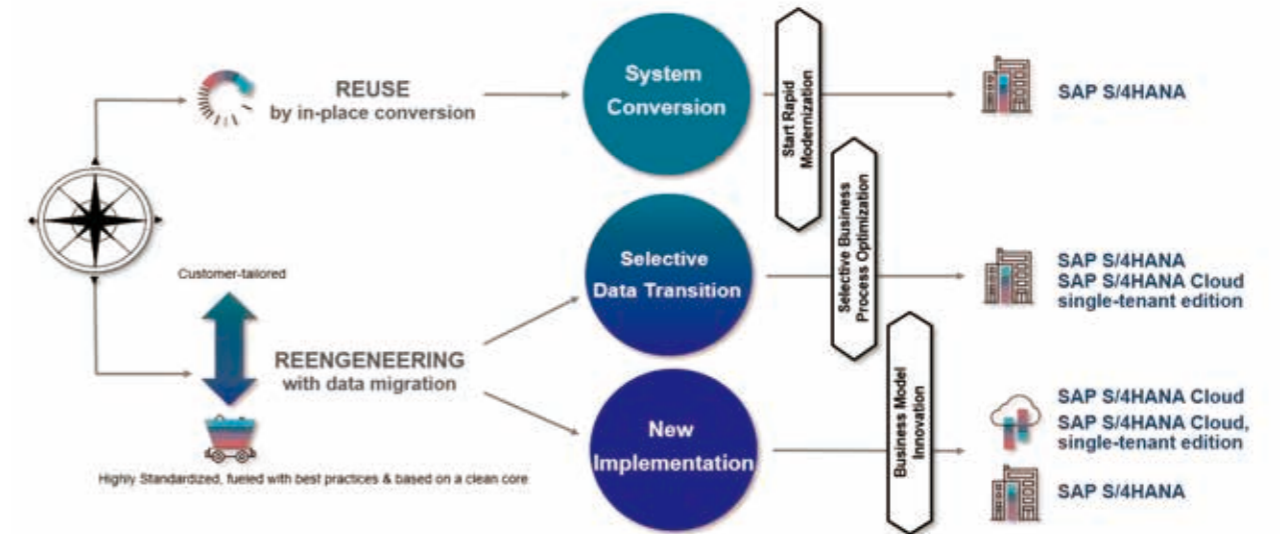 REUSE
by in-place conversion
System
Conversion
Start Rapid
Modernization
SAP S/4HANA
Customer-tailored
REENGENEERING
with data migration
Selective
Data Transition
Selective Business
Process Optimization
SAP S/4HANA
SAP S/4HANA Cloud
single-tenant edition
Highly Standardized, fueled with best practices & based on a clean core
New
Implementation
Business Model
Innovation
SAP S/4HANA Cloud
SAP S/4HANA Cloud,
single-tenant edition
SAP S/4HANA